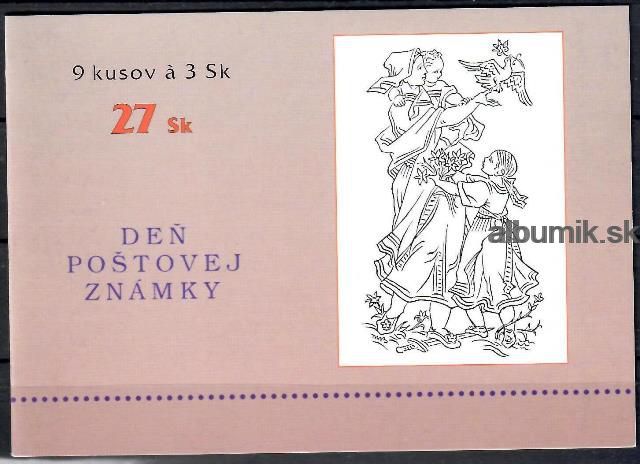 9 kusov à 3 Sk
27 Sk
DEŇ
POŠTOVEJ
ZNÁMKY
albumik.sk